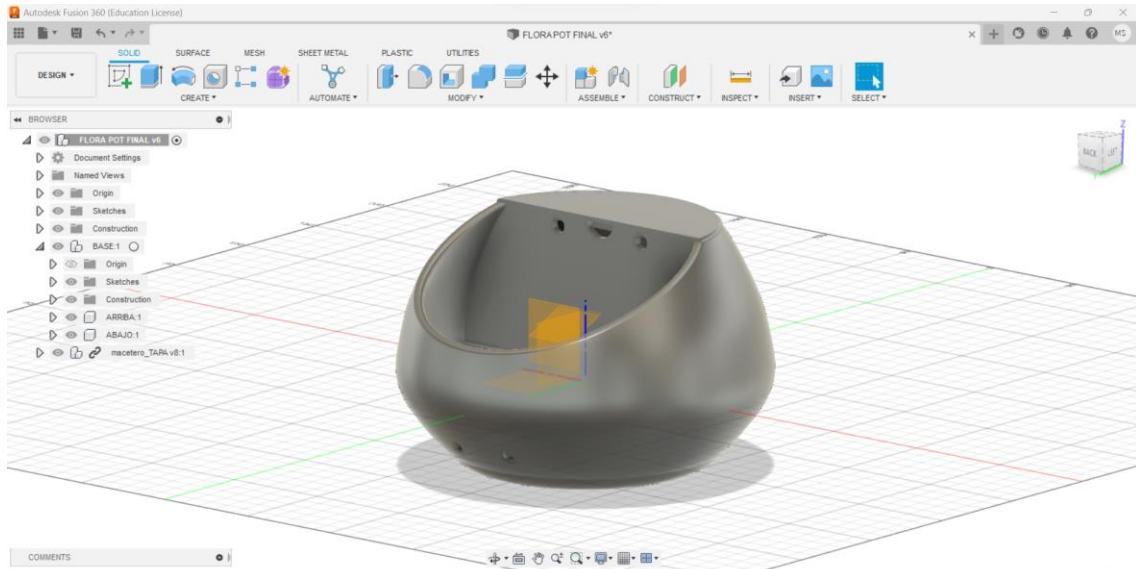 Autodesk Fusion 360 (Education License)
FLORA POT FINAL v6*
MS
SOLID SURFACE MESH SHEET METAL PLASTIC UTILITIES
DESIGN
CREATE AUTOMATE MODIFY ASSEMBLE CONSTRUCT INSPECT INSERT SELECT
BROWSER
FLORA POT FINAL v6
Document Settings
Named Views
Origin
Sketches
Construction
BASE:1
Origin
Sketches
Construction
ARRIBA:1
ABAJO:1
macetero_TAPA v8:1
Z
BACK LEFT
COMMENTS